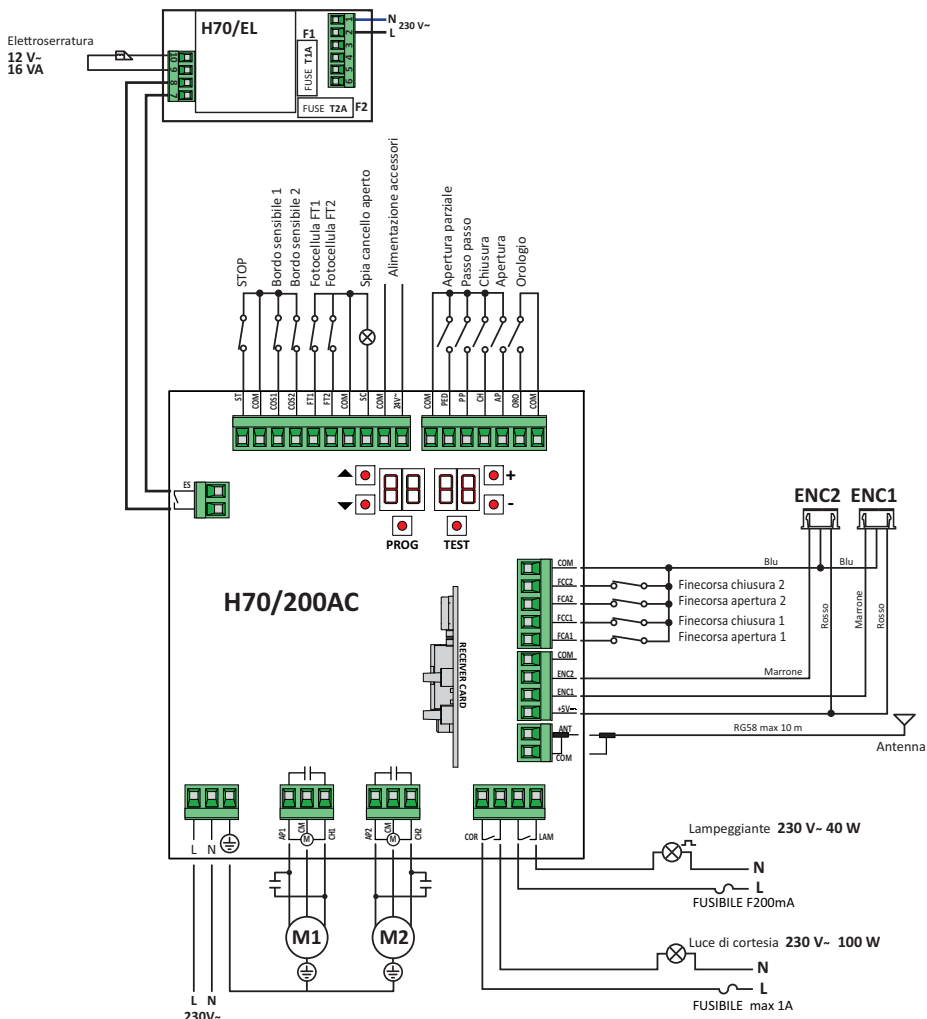 H70/EL
N
L
230 V~
Elettroserratura
12 V~
16 VA
F1
FUSE T1A
FUSE T2A
F2
1
2
3
4
5
6
10
9
8
7
STOP
Bordo sensibile 1
Bordo sensibile 2
Fotocellula FT1
Fotocellula FT2
Spia cancello aperto
Alimentazione accessori
Apertura parziale
Passo passo
Chiusura
Apertura
Orologio
ST
COM
COS1
COS2
FT1
FT2
COM
SC
COM
24V~
COM
PED
PP
CH
AP
ORO
COM
ES
+
-
PROG
TEST
H70/200AC
RECEIVER CARD
ENC2
ENC1
COM
FCC2
FCA2
FCC1
FCA1
COM
ENC2
ENC1
+5V
ANT
COM
Blu
Blu
Finecorsa chiusura 2
Finecorsa apertura 2
Finecorsa chiusura 1
Finecorsa apertura 1
Rosso
Marrone
Rosso
Marrone
RG58 max 10 m
Antenna
L
N
AP1
CM
M
CH1
AP2
CM
M
CH2
COR
LAM
M1
M2
Lampeggiante 230 V~ 40 W
N
L
FUSIBILE F200mA
Luce di cortesia 230 V~ 100 W
N
L
FUSIBILE max 1A
L N
230V~